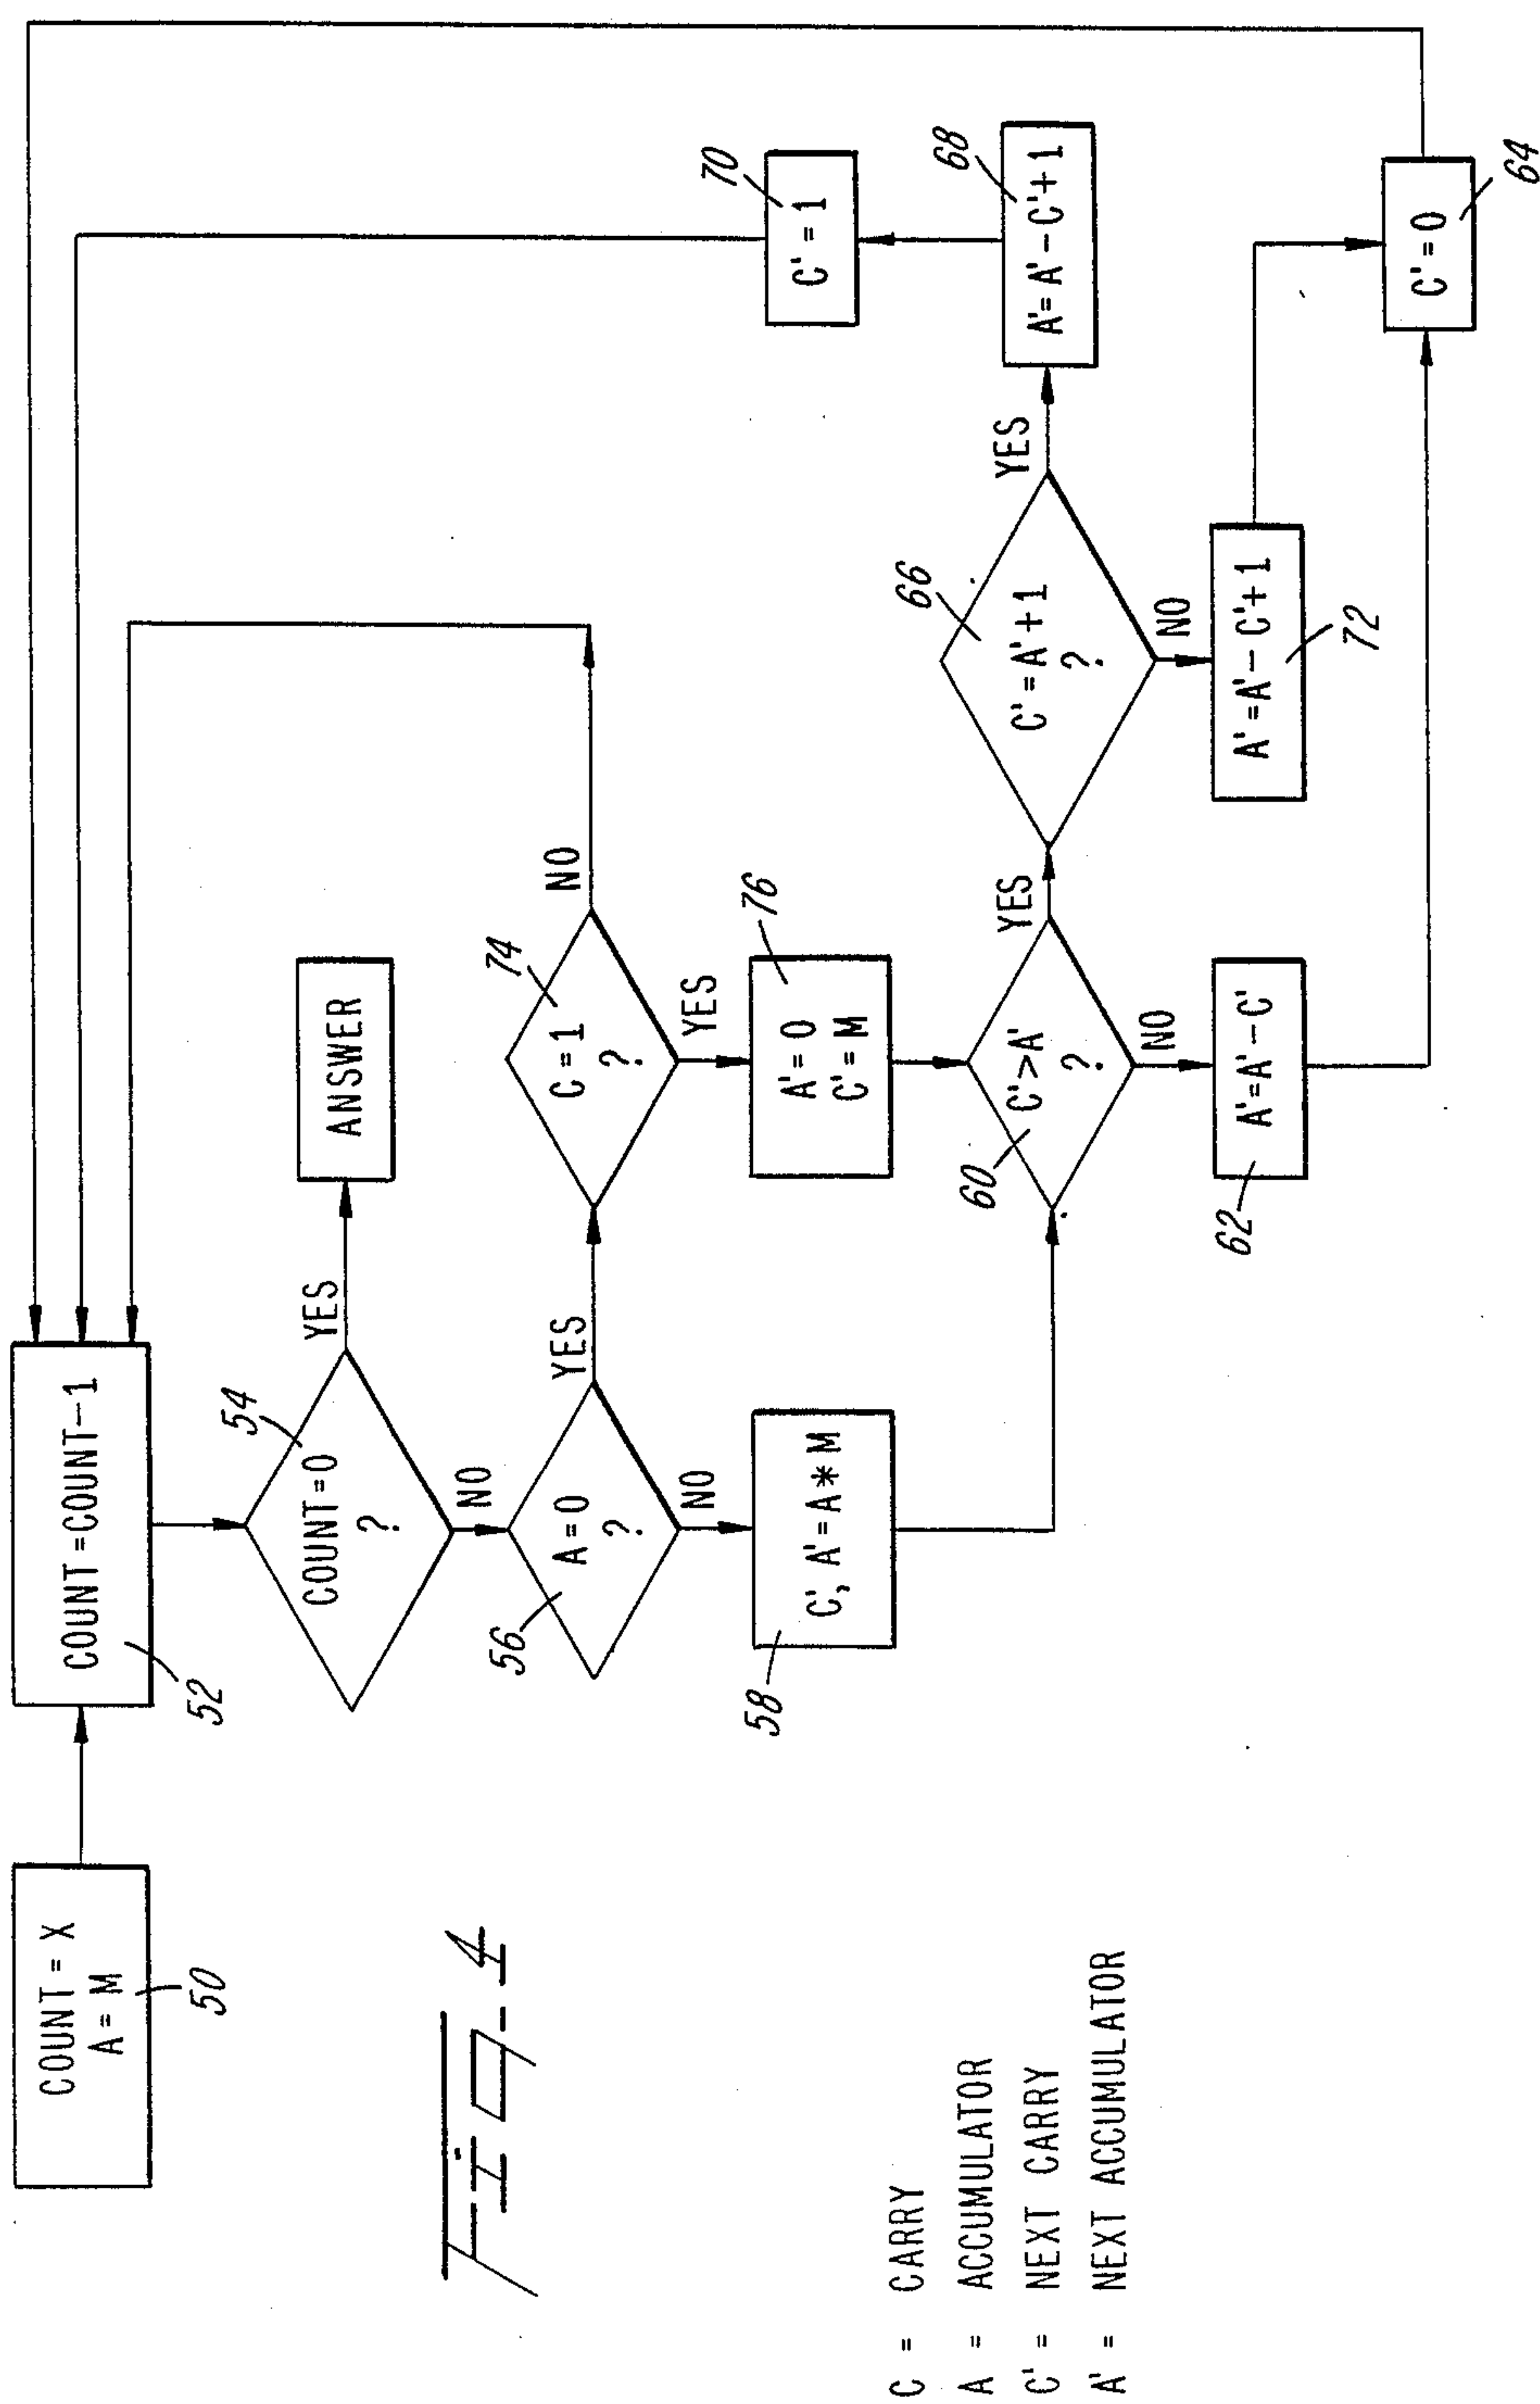 COUNT = X
A = M
50
COUNT = COUNT-1
52
COUNT=0
?
54
YES
ANSWER
NO
A=0
?
56
YES
C=1
?
74
NO
NO
YES
C', A'=A*M
58
A'=0
C'=M
76
C'>A'
?
60
YES
C'=A'+1
?
66
YES
A'=A'-C'+1
68
C'=1
70
NO
A'=A'-C'
62
NO
A'=A'-C'+1
72
C'=0
64
Fig. 4
C = CARRY
A = ACCUMULATOR
C' = NEXT CARRY
A' = NEXT ACCUMULATOR